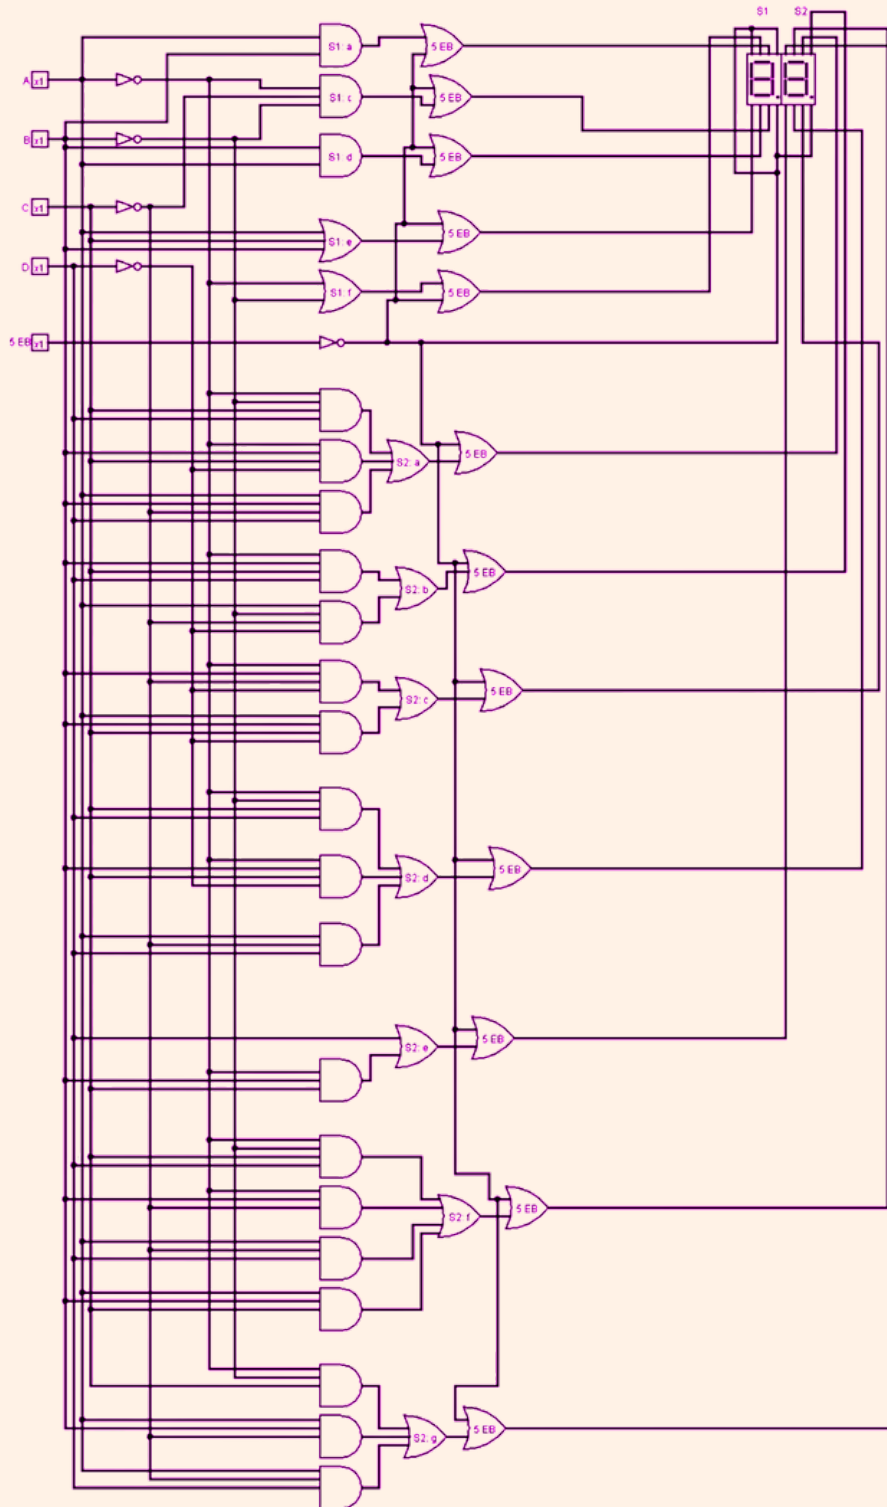 S1 S2
S1:a
5 EB
A x1
S1:c
5 EB
B x1
S1:d
5 EB
C x1
S1:e
5 EB
D x1
S1:f
5 EB
5 EB x1
S2:a
5 EB
S2:b
5 EB
S2:c
5 EB
S2:d
5 EB
S2:e
5 EB
S2:f
5 EB
S2:g
5 EB